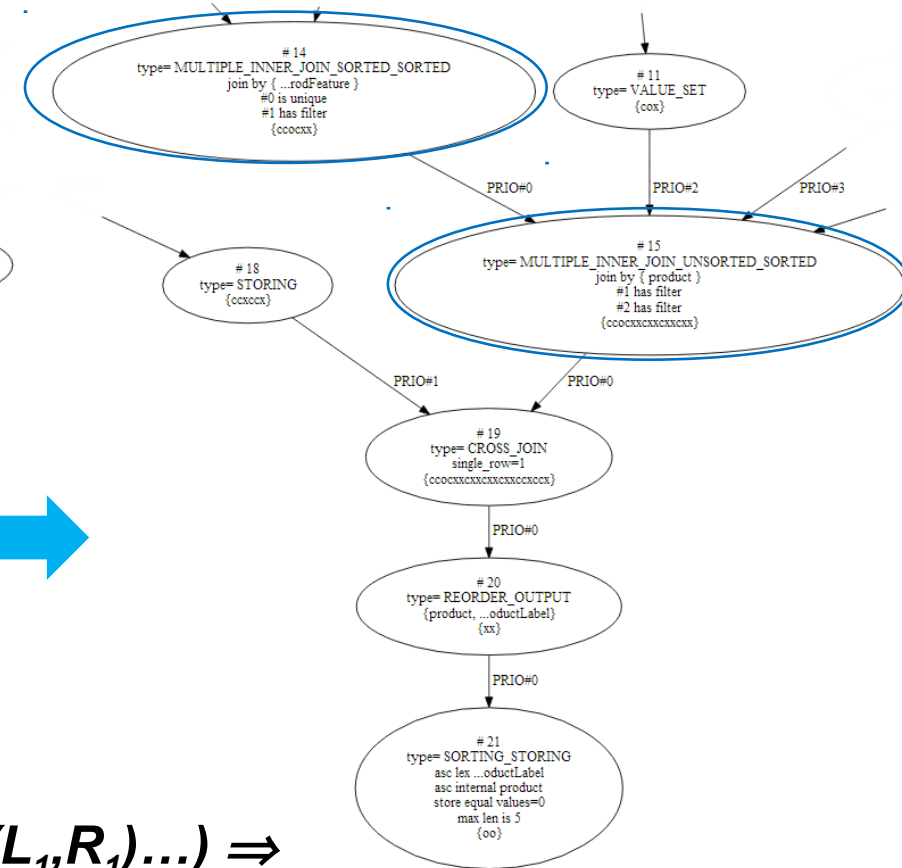 # 14
type= MULTIPLE_INNER_JOIN_SORTED_SORTED
join by { ...rodFeature }
#0 is unique
#1 has filter
{ccocxx}
# 11
type= VALUE_SET
{cox}
PRIO#0
PRIO#2
PRIO#3
# 15
type= MULTIPLE_INNER_JOIN_UNSORTED_SORTED
join by { product }
#1 has filter
#2 has filter
{ccocxxcxxcxxcxx}
# 18
type= STORING
{ccxccx}
PRIO#1
PRIO#0
# 19
type= CROSS_JOIN
single_row=1
{ccocxxcxxcxxcxxccxccx}
PRIO#0
# 20
type= REORDER_OUTPUT
{product, ...oductLabel}
{xx}
PRIO#0
# 21
type= SORTING_STORING
asc lex ...oductLabel
asc internal product
store equal values=0
max len is 5
{oo}
(L₁,R₁)…) ⇒